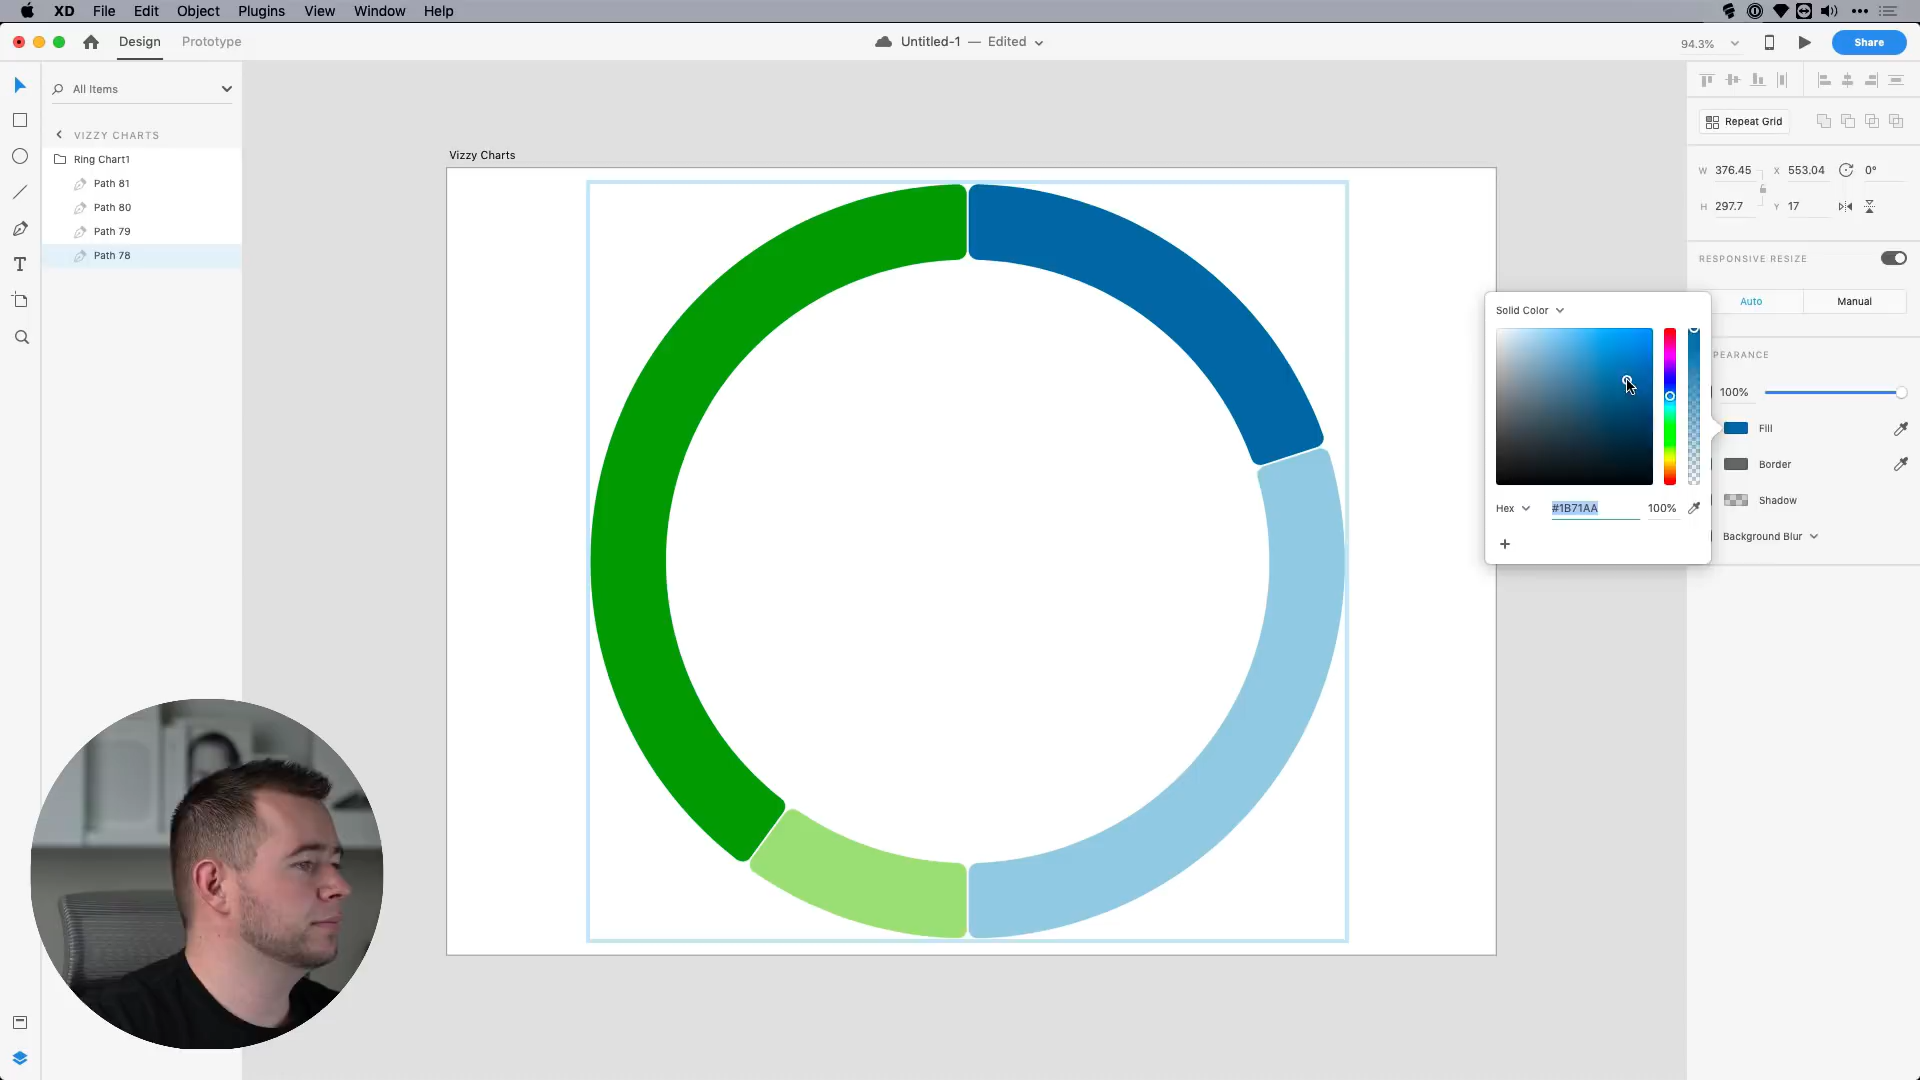 XD File Edit Object Plugins View Window Help
Design Prototype
Untitled-1 — Edited
94.3%
Share
All Items
VIZZY CHARTS
Ring Chart1
Path 81
Path 80
Path 79
Path 78
Vizzy Charts
Repeat Grid
W 376.45 X 553.04 0°
H 297.7 Y 17
RESPONSIVE RESIZE
Auto Manual
PEARANCE
100%
Fill
Border
Shadow
Background Blur
Solid Color
Hex #1B71AA 100%